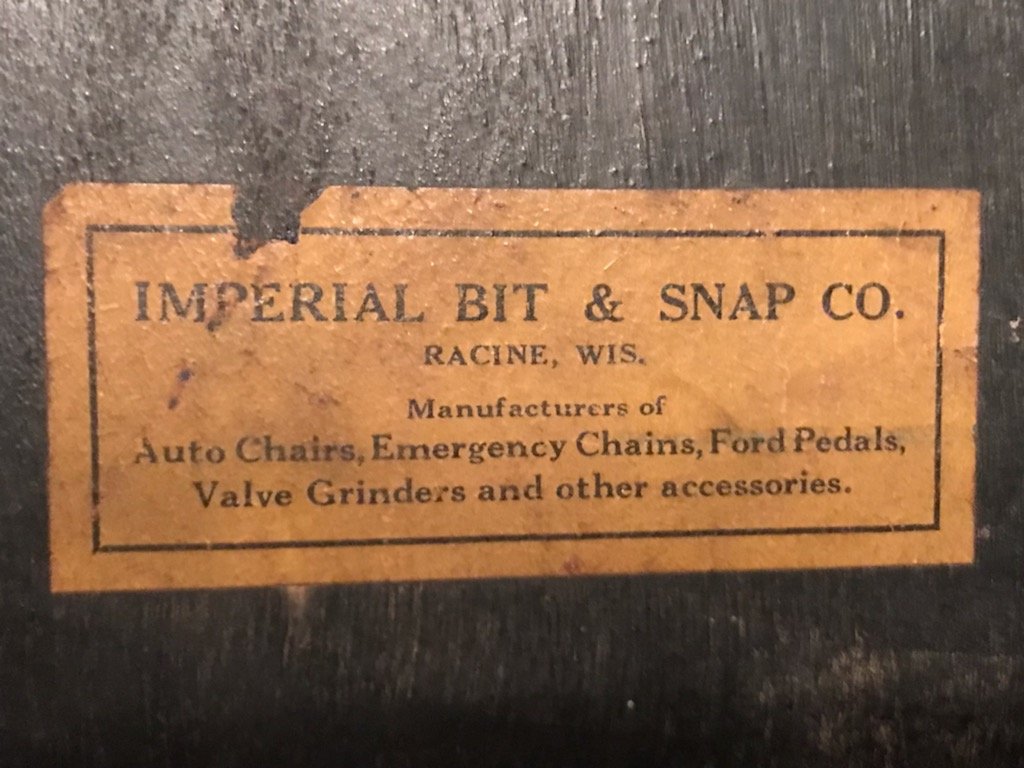 IMPERIAL BIT & SNAP CO.
RACINE, WIS.
Manufacturers of
Auto Chairs, Emergency Chains, Ford Pedals,
Valve Grinders and other accessories.